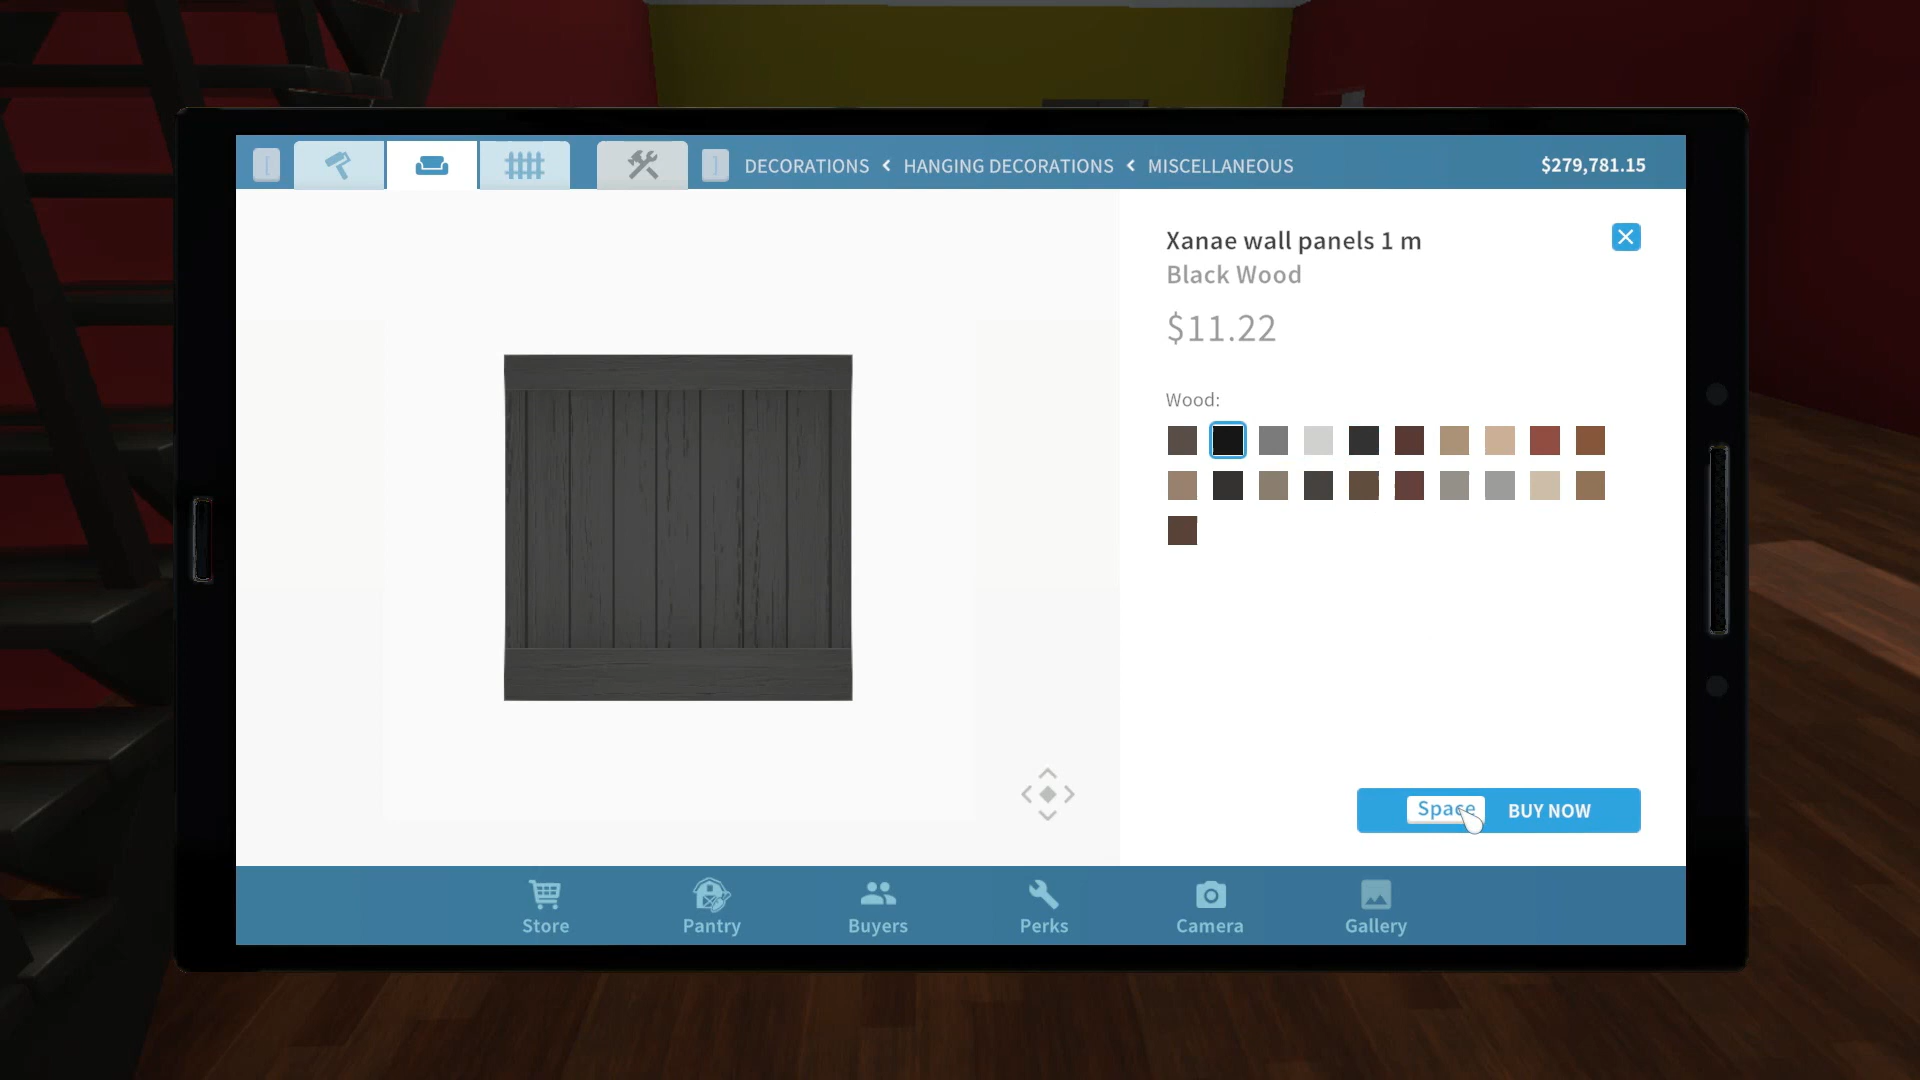 [
]
DECORATIONS < HANGING DECORATIONS < MISCELLANEOUS
$279,781.15
Xanae wall panels 1 m
Black Wood
$11.22
Wood:
Space BUY NOW
Store
Pantry
Buyers
Perks
Camera
Gallery